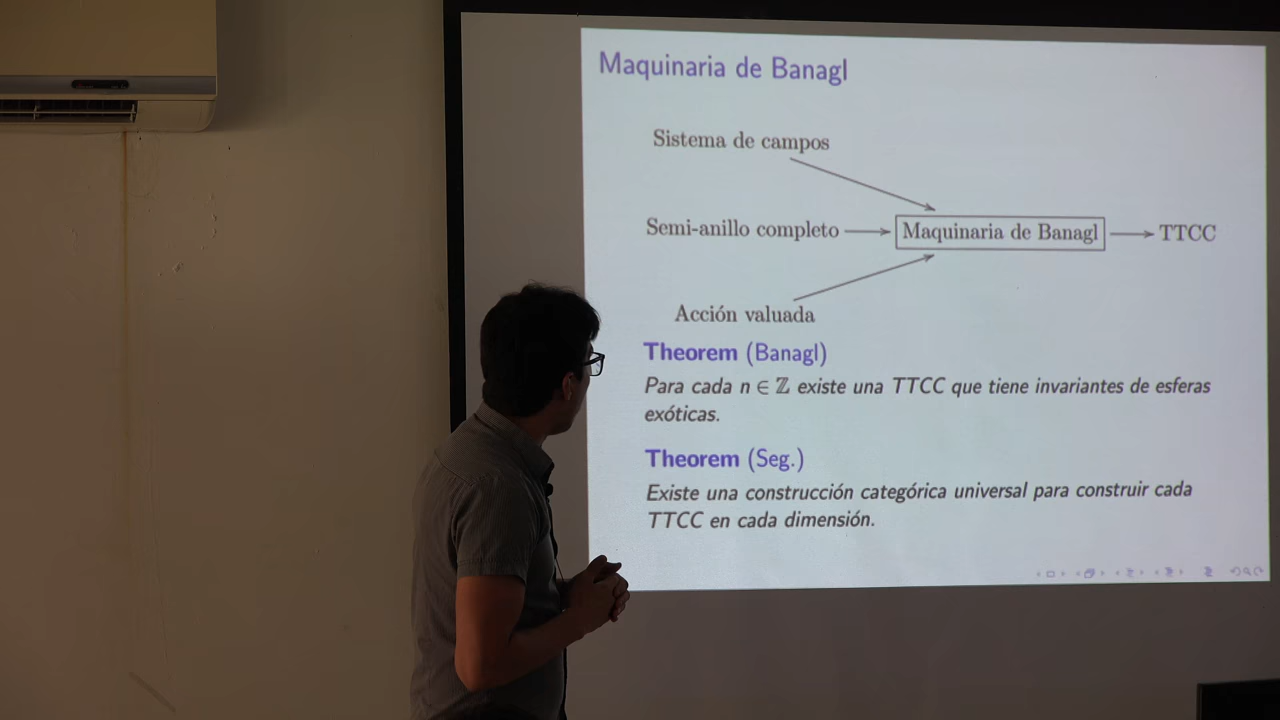 Maquinaria de Banagl
Sistema de campos
Semi-anillo completo
Maquinaria de Banagl
TTCC
Acción valuada
Theorem (Banagl)
Para cada n ∈ ℤ existe una TTCC que tiene invariantes de esferas
exóticas.
Theorem (Seg.)
Existe una construcción categórica universal para construir cada
TTCC en cada dimensión.